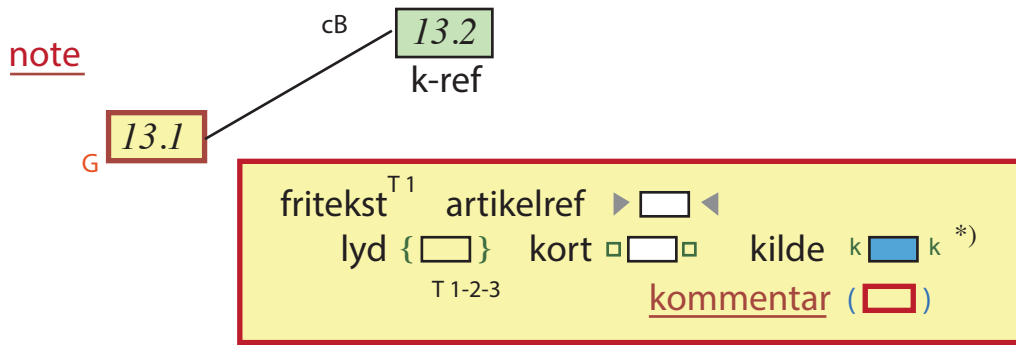 cB 13.2
note
k-ref
13.1
G
fritekst T 1 artikelref
lyd { } kort kilde k k *)
T 1-2-3
kommentar ( )